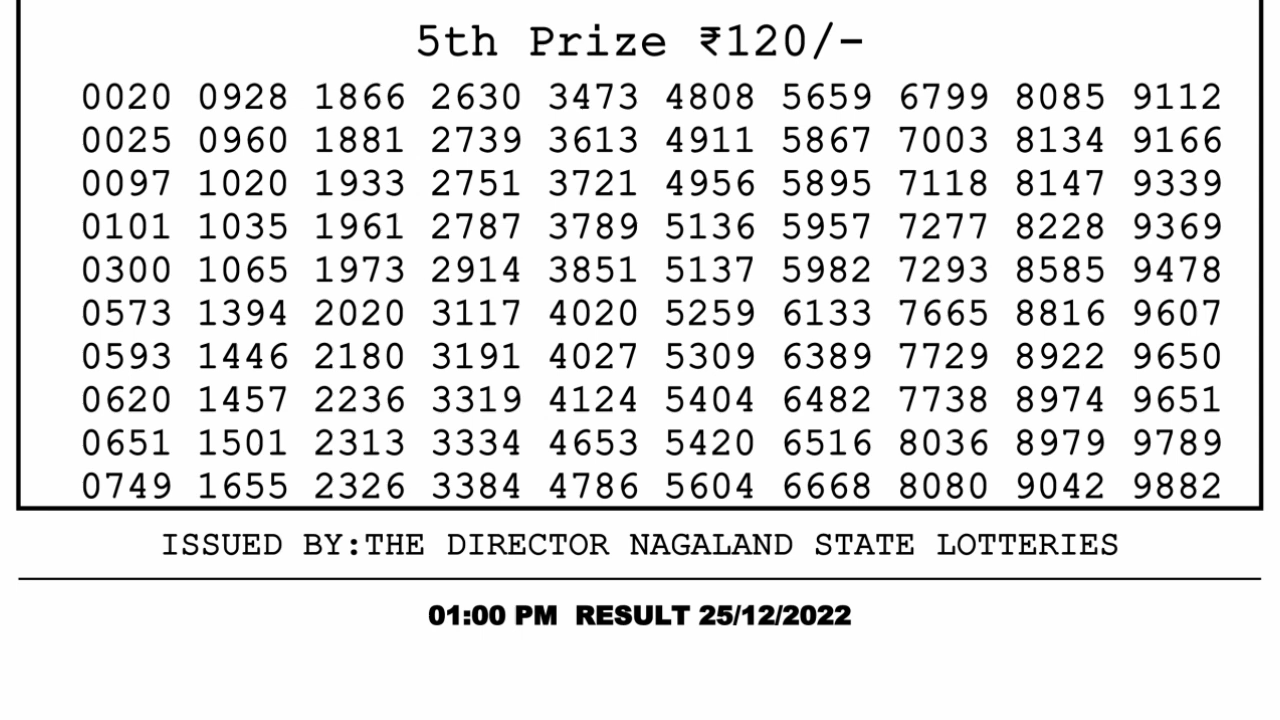 5th Prize ₹120/-
0020 0928 1866 2630 3473 4808 5659 6799 8085 9112
0025 0960 1881 2739 3613 4911 5867 7003 8134 9166
0097 1020 1933 2751 3721 4956 5895 7118 8147 9339
0101 1035 1961 2787 3789 5136 5957 7277 8228 9369
0300 1065 1973 2914 3851 5137 5982 7293 8585 9478
0573 1394 2020 3117 4020 5259 6133 7665 8816 9607
0593 1446 2180 3191 4027 5309 6389 7729 8922 9650
0620 1457 2236 3319 4124 5404 6482 7738 8974 9651
0651 1501 2313 3334 4653 5420 6516 8036 8979 9789
0749 1655 2326 3384 4786 5604 6668 8080 9042 9882
ISSUED BY:THE DIRECTOR NAGALAND STATE LOTTERIES
01:00 PM RESULT 25/12/2022